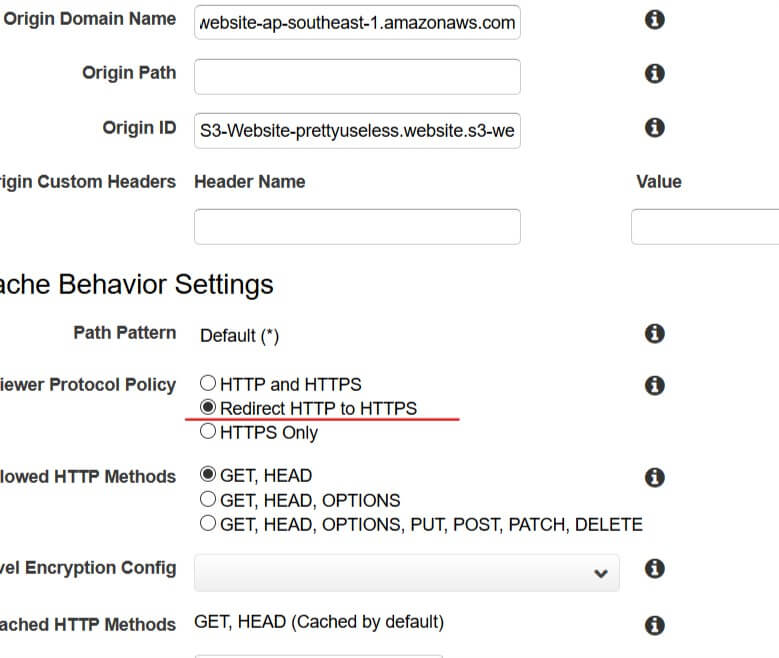 Origin Domain Name website-ap-southeast-1.amazonaws.com
Origin Path
Origin ID S3-Website-prettyuseless.website.s3-we
rigin Custom Headers Header Name Value
ache Behavior Settings
Path Pattern Default (*)
iewer Protocol Policy HTTP and HTTPS
Redirect HTTP to HTTPS
HTTPS Only
lowed HTTP Methods GET, HEAD
GET, HEAD, OPTIONS
GET, HEAD, OPTIONS, PUT, POST, PATCH, DELETE
vel Encryption Config
ached HTTP Methods GET, HEAD (Cached by default)